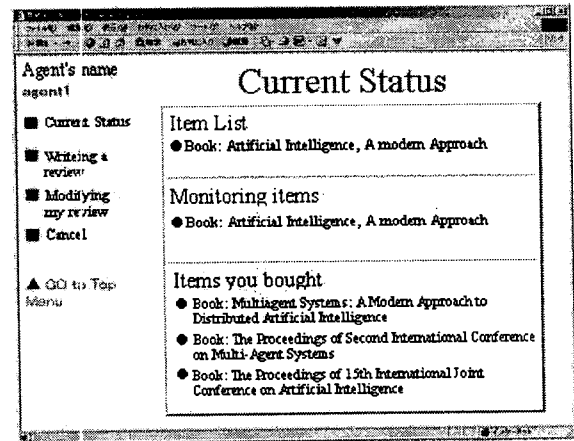 Agent's name
agent1
Current Status
Writeing a
review
Modifying
my review
Cancel
GO to Top
Menu
Current Status
Item List
Book: Artificial Intelligence, A modern Approach
Monitoring items
Book: Artificial Intelligence, A modern Approach
Items you bought
Book: Multiagent Systems: A Modern Approach to
Distributed Artificial Intelligence
Book: The Proceedings of Second International Conference
on Multi-Agent Systems
Book: The Proceedings of 15th International Joint
Conference on Artificial Intelligence